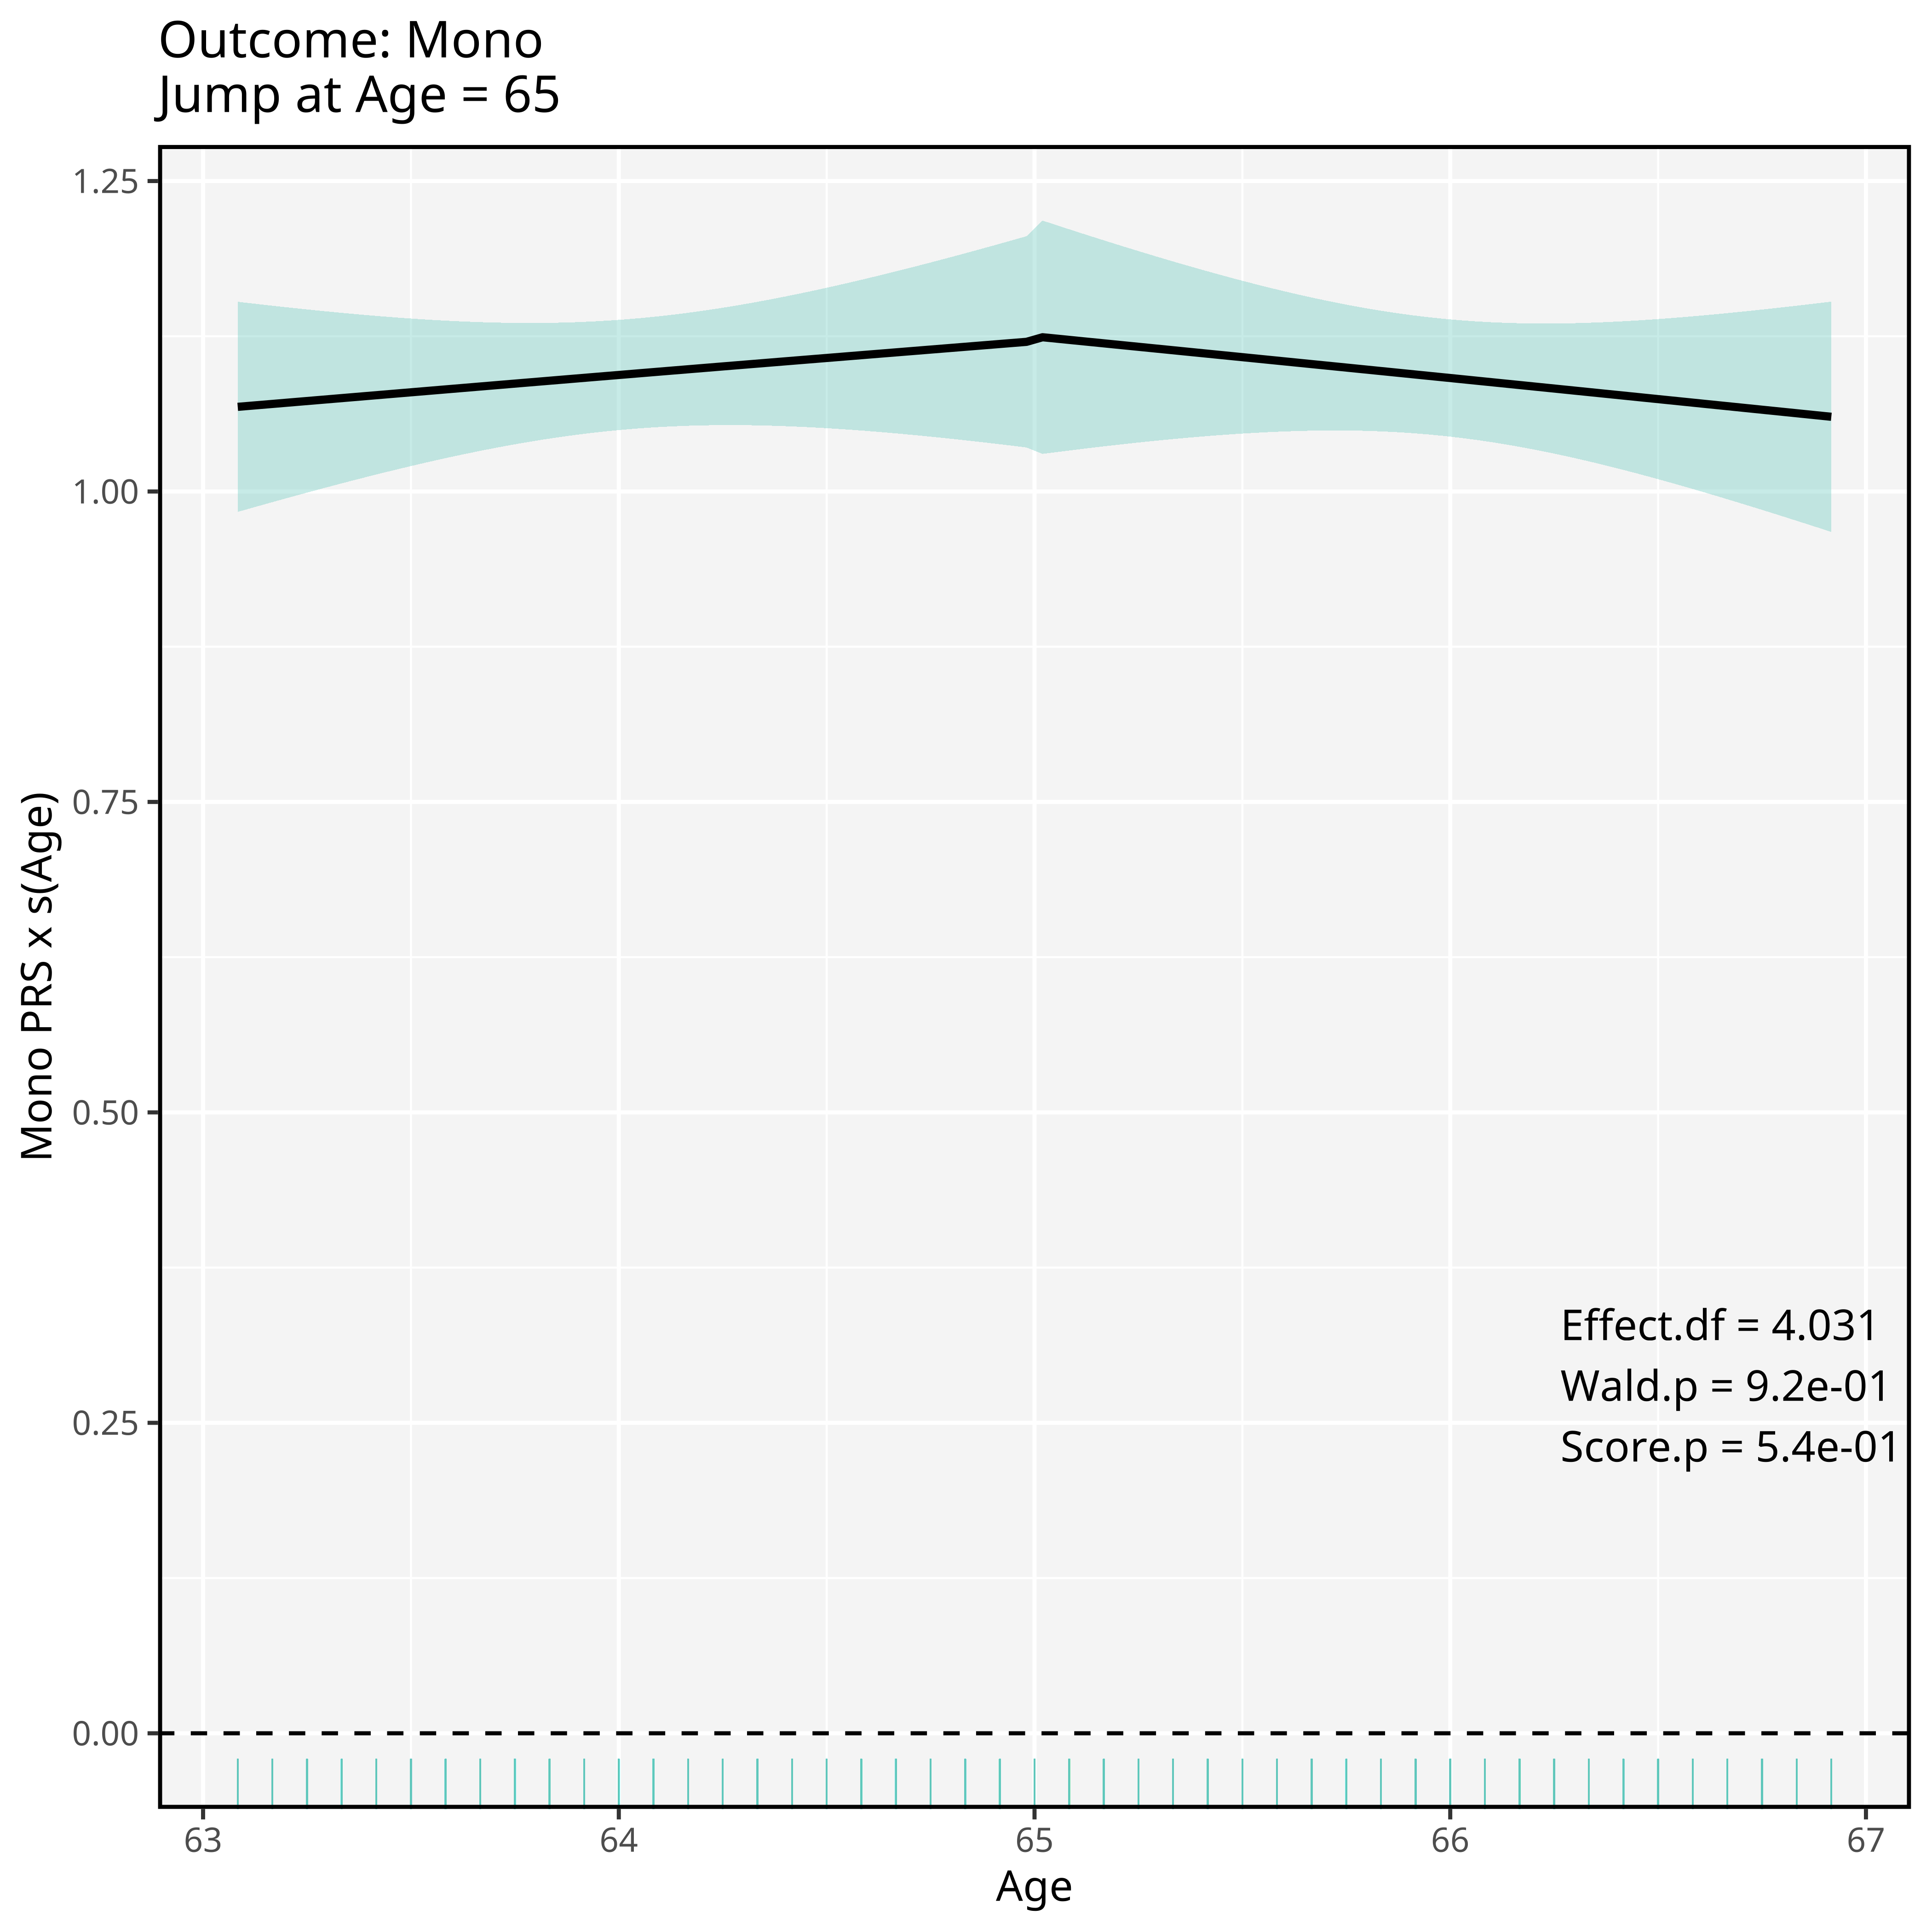 Outcome: Mono
Jump at Age = 65
Mono PRS x s(Age)
1.25
1.00
0.75
0.50
0.25
0.00
Effect.df = 4.031
Wald.p = 9.2e-01
Score.p = 5.4e-01
63
64
65
66
67
Age